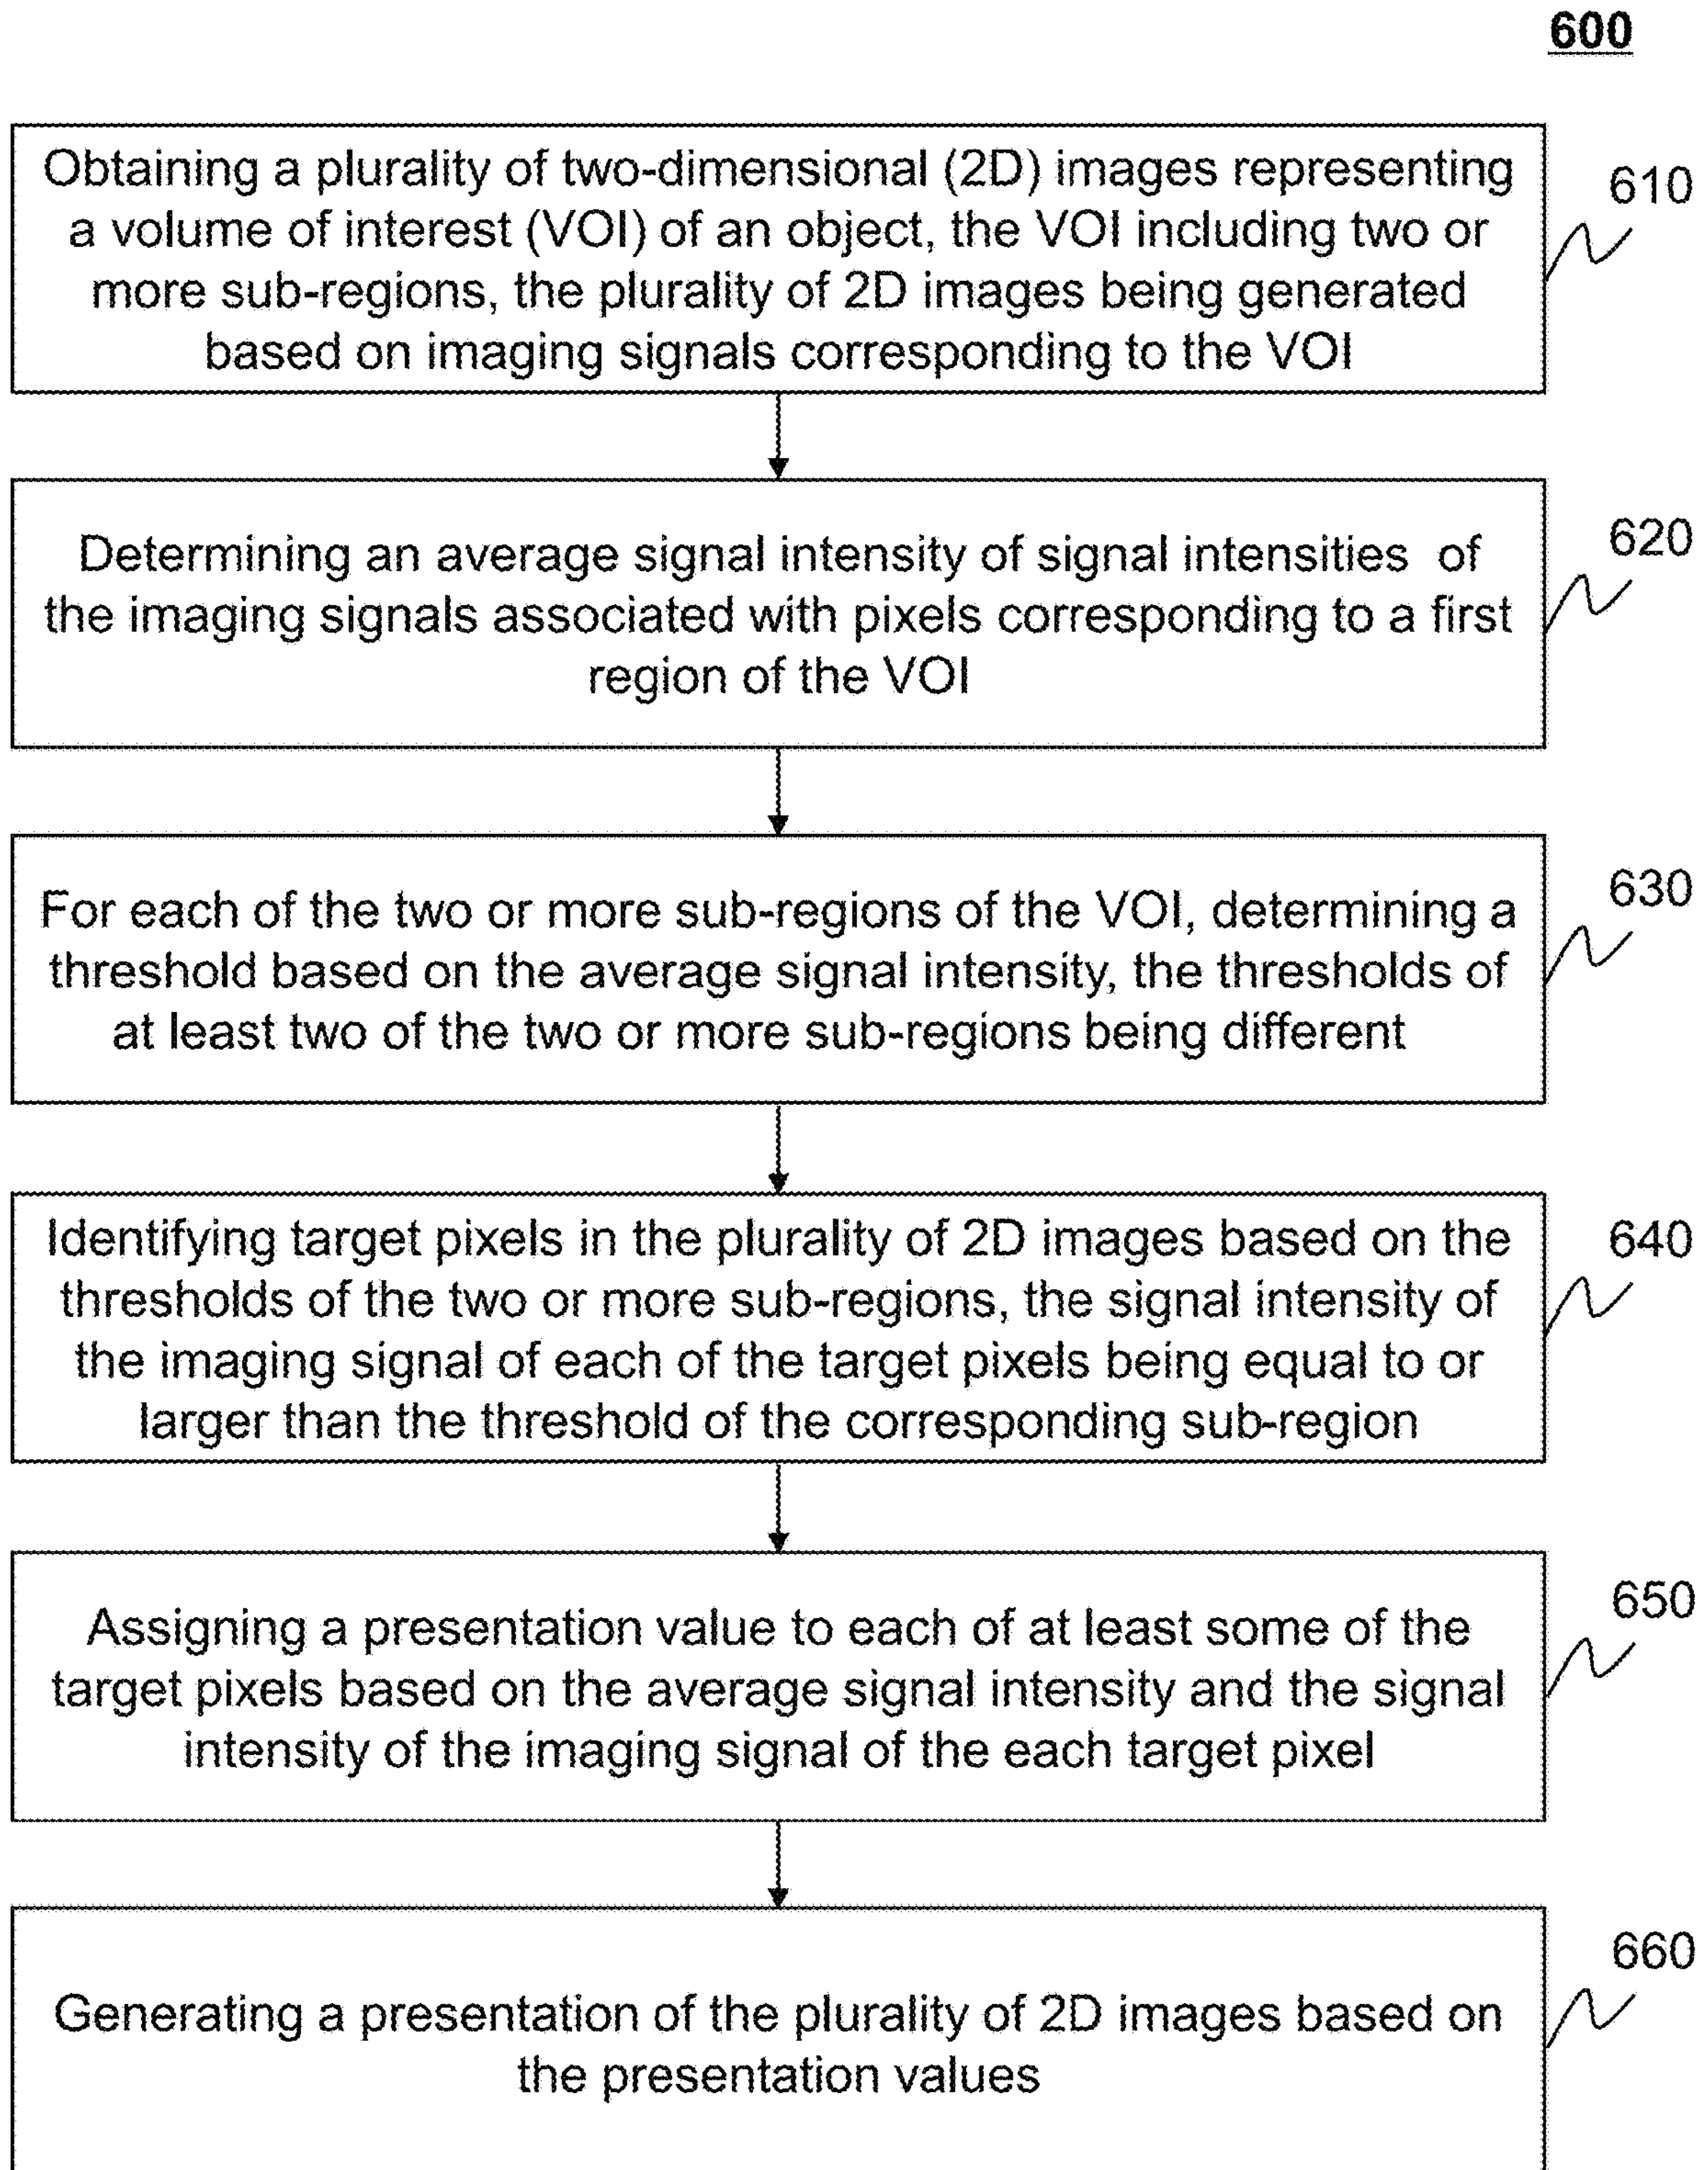 600
Obtaining a plurality of two-dimensional (2D) images representing
a volume of interest (VOI) of an object, the VOI including two or
more sub-regions, the plurality of 2D images being generated
based on imaging signals corresponding to the VOI
610
Determining an average signal intensity of signal intensities of
the imaging signals associated with pixels corresponding to a first
region of the VOI
620
For each of the two or more sub-regions of the VOI, determining a
threshold based on the average signal intensity, the thresholds of
at least two of the two or more sub-regions being different
630
Identifying target pixels in the plurality of 2D images based on the
thresholds of the two or more sub-regions, the signal intensity of
the imaging signal of each of the target pixels being equal to or
larger than the threshold of the corresponding sub-region
640
Assigning a presentation value to each of at least some of the
target pixels based on the average signal intensity and the signal
intensity of the imaging signal of the each target pixel
650
Generating a presentation of the plurality of 2D images based on
the presentation values
660